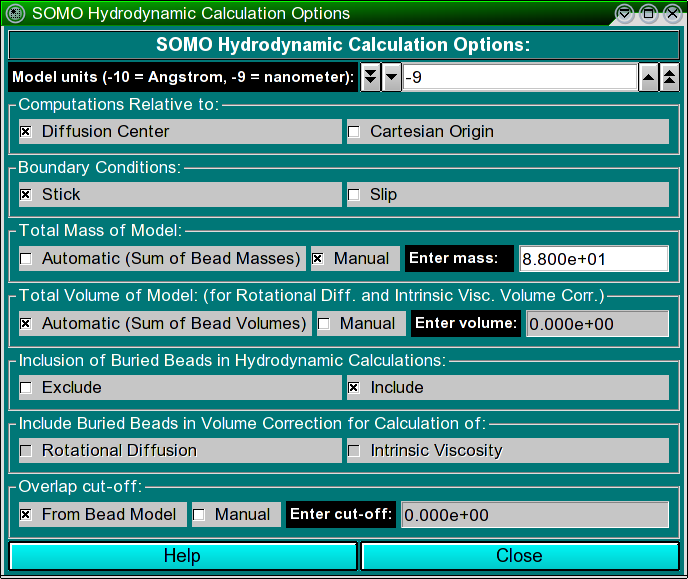 SOMO Hydrodynamic Calculation Options
SOMO Hydrodynamic Calculation Options:
Model units (-10 = Angstrom, -9 = nanometer): -9
Computations Relative to:
Diffusion Center Cartesian Origin
Boundary Conditions:
Stick Slip
Total Mass of Model:
Automatic (Sum of Bead Masses) Manual Enter mass: 8.800e+01
Total Volume of Model: (for Rotational Diff. and Intrinsic Visc. Volume Corr.)
Automatic (Sum of Bead Volumes) Manual Enter volume: 0.000e+00
Inclusion of Buried Beads in Hydrodynamic Calculations:
Exclude Include
Include Buried Beads in Volume Correction for Calculation of:
Rotational Diffusion Intrinsic Viscosity
Overlap cut-off:
From Bead Model Manual Enter cut-off: 0.000e+00
Help Close